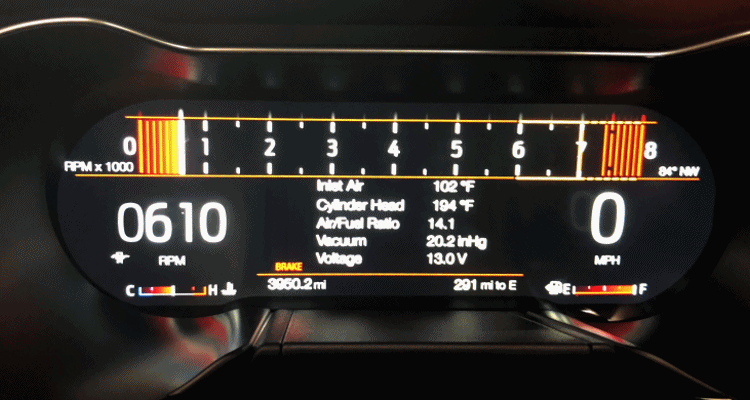 0 1 2 3 4 5 6 7 8
RPM x 1000
84° NW
Inlet Air 102 °F
Cylinder Head 194 °F
Air/Fuel Ratio 14.1
Vacuum 20.2 inHg
Voltage 13.0 V
0610
RPM
0
MPH
BRAKE
C H
3950.2 mi
291 mi to E
E F